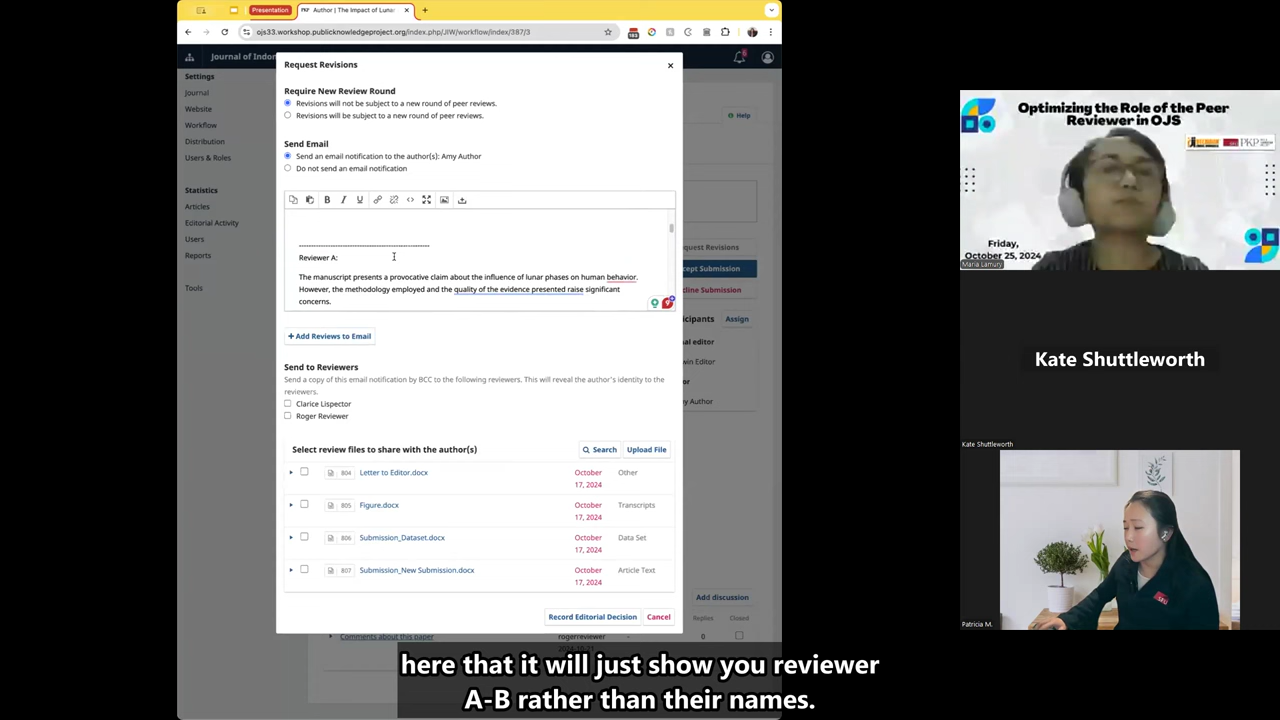 Presentation
Author | The Impact of Lunar
ojs33.workshop.publicknowledgeproject.org/index.php/JIW/workflow/index/387/3
183
Journal of Indon
Settings
Journal
Website
Workflow
Distribution
Users & Roles
Statistics
Articles
Editorial Activity
Users
Reports
Tools
Request Revisions
Require New Review Round
Revisions will not be subject to a new round of peer reviews.
Revisions will be subject to a new round of peer reviews.
Send Email
Send an email notification to the author(s): Amy Author
Do not send an email notification
Reviewer A:
The manuscript presents a provocative claim about the influence of lunar phases on human behavior.
However, the methodology employed and the quality of the evidence presented raise significant
concerns.
Add Reviews to Email
Send to Reviewers
Send a copy of this email notification by BCC to the following reviewers. This will reveal the author's identity to the
reviewers.
Clarice Lispector
Roger Reviewer
Select review files to share with the author(s)
Search
Upload File
804 Letter to Editor.docx October 17, 2024 Other
805 Figure.docx October 17, 2024 Transcripts
806 Submission_Dataset.docx October 17, 2024 Data Set
807 Submission_New Submission.docx October 17, 2024 Article Text
Record Editorial Decision
Cancel
Help
quest Revisions
cept Submission
cline Submission
ticipants
Assign
al editor
win Editor
or
y Author
Add discussion
Replies
Closed
Comments about this paper
rogerreviewer
-
0
here that it will just show you reviewer
A-B rather than their names.
Optimizing the Role of the Peer
Reviewer in OJS
PKP
Friday,
October 25, 2024
Maria Lamury
Kate Shuttleworth
Kate Shuttleworth
Patricia M.